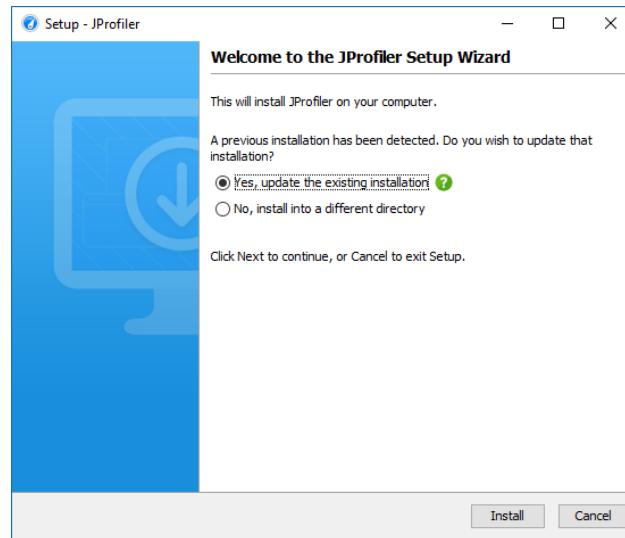 Setup - JProfiler
Welcome to the JProfiler Setup Wizard
This will install JProfiler on your computer.
A previous installation has been detected. Do you wish to update that
installation?
Yes, update the existing installation
No, install into a different directory
Click Next to continue, or Cancel to exit Setup.
Install
Cancel